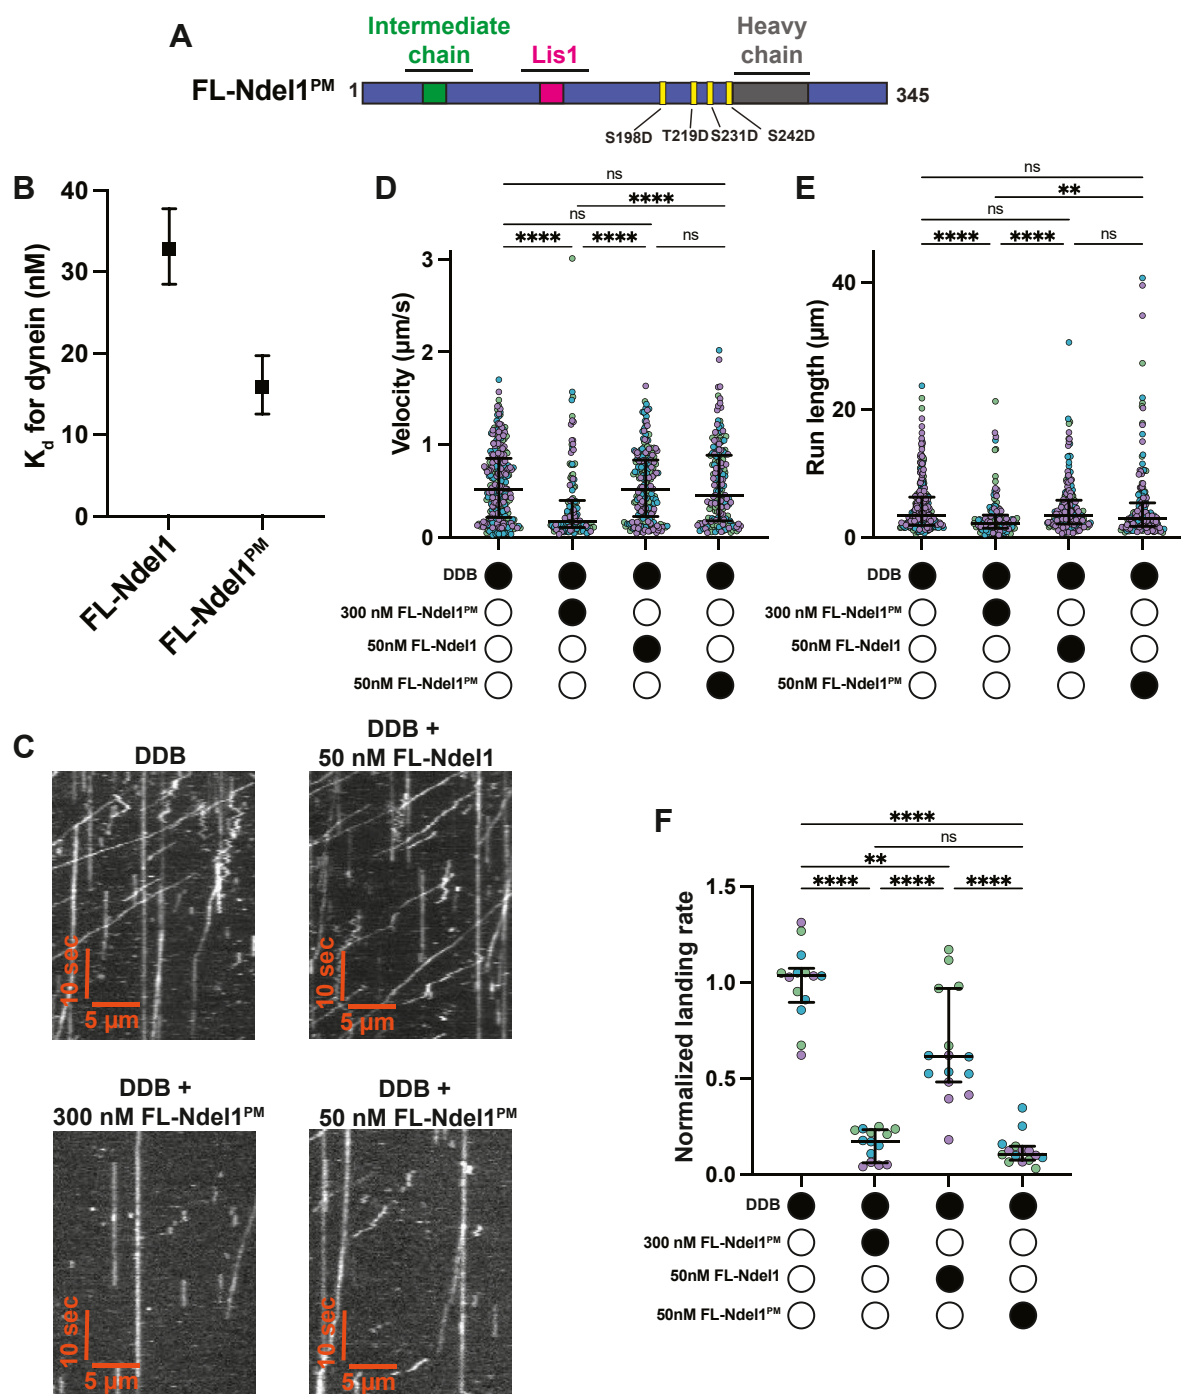 A
Intermediate
chain
Lis1
Heavy
chain
FL-Ndel1PM
1
345
S198D
T219D
S231D
S242D
B
40
30
20
10
0
Kd for dynein (nM)
FL-Ndel1
FL-Ndel1PM
D
ns
****
ns
****
****
ns
3
2
1
0
Velocity (µm/s)
DDB
300 nM FL-Ndel1PM
50nM FL-Ndel1
50nM FL-Ndel1PM
E
ns
**
ns
****
****
ns
40
20
0
Run length (µm)
DDB
300 nM FL-Ndel1PM
50nM FL-Ndel1
50nM FL-Ndel1PM
C
DDB
10 sec
5 µm
DDB +
50 nM FL-Ndel1
10 sec
5 µm
DDB +
300 nM FL-Ndel1PM
10 sec
5 µm
DDB +
50 nM FL-Ndel1PM
10 sec
5 µm
F
****
ns
**
****
****
****
1.5
1.0
0.5
0.0
Normalized landing rate
DDB
300 nM FL-Ndel1PM
50nM FL-Ndel1
50nM FL-Ndel1PM